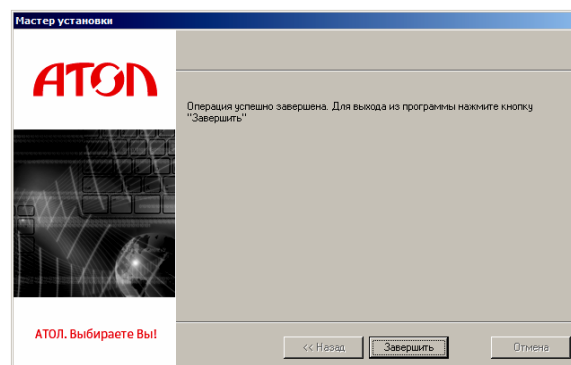 Мастер установки
АТОЛ
Операция успешно завершена. Для выхода из программы нажмите кнопку
"Завершить"
АТОЛ. Выбираете Вы!
<< Назад
Завершить
Отмена